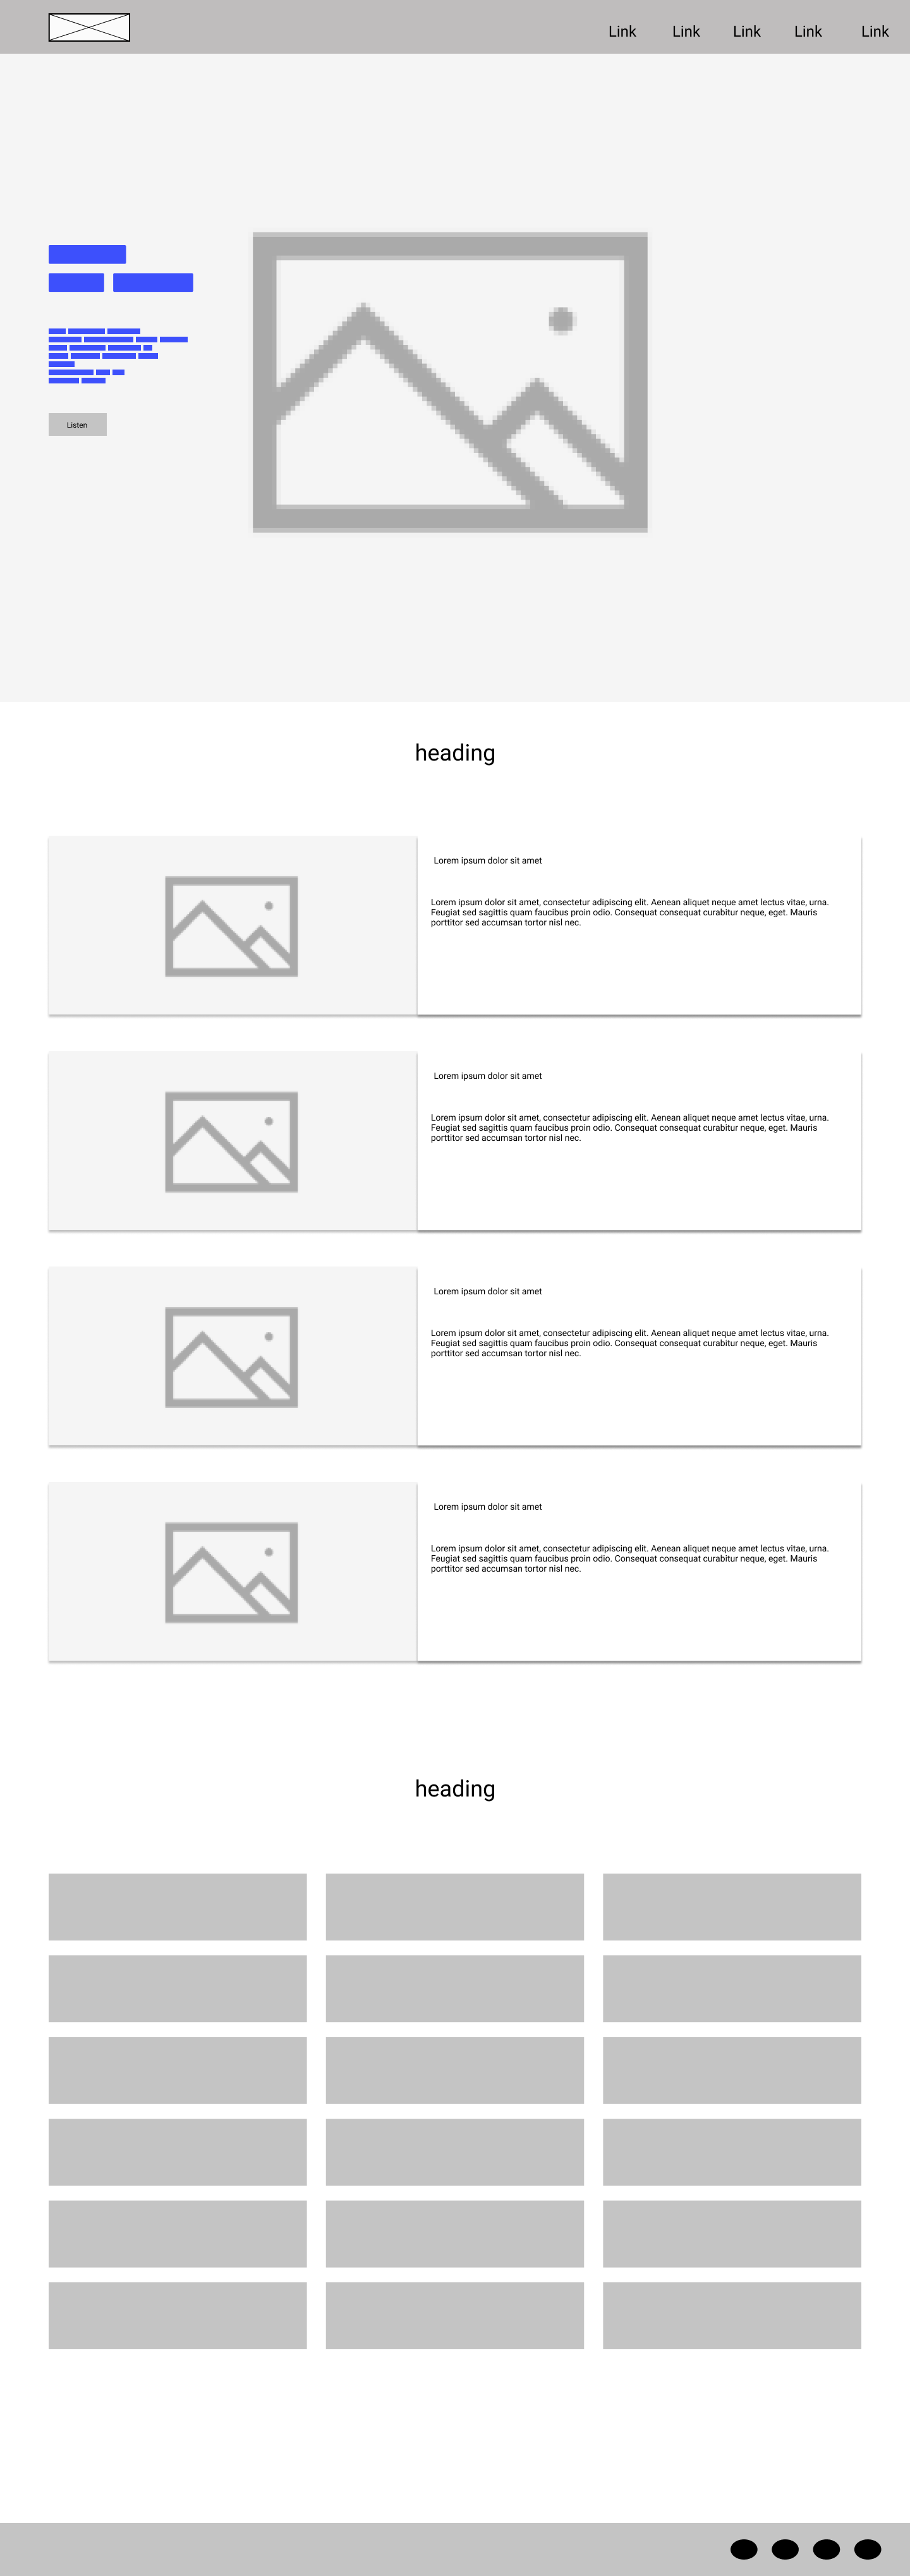 Link Link Link Link Link
Listen
heading
Lorem ipsum dolor sit amet
Lorem ipsum dolor sit amet, consectetur adipiscing elit. Aenean aliquet neque amet lectus vitae, urna.
Feugiat sed sagittis quam faucibus proin odio. Consequat consequat curabitur neque, eget. Mauris
porttitor sed accumsan tortor nisl nec.
Lorem ipsum dolor sit amet
Lorem ipsum dolor sit amet, consectetur adipiscing elit. Aenean aliquet neque amet lectus vitae, urna.
Feugiat sed sagittis quam faucibus proin odio. Consequat consequat curabitur neque, eget. Mauris
porttitor sed accumsan tortor nisl nec.
Lorem ipsum dolor sit amet
Lorem ipsum dolor sit amet, consectetur adipiscing elit. Aenean aliquet neque amet lectus vitae, urna.
Feugiat sed sagittis quam faucibus proin odio. Consequat consequat curabitur neque, eget. Mauris
porttitor sed accumsan tortor nisl nec.
Lorem ipsum dolor sit amet
Lorem ipsum dolor sit amet, consectetur adipiscing elit. Aenean aliquet neque amet lectus vitae, urna.
Feugiat sed sagittis quam faucibus proin odio. Consequat consequat curabitur neque, eget. Mauris
porttitor sed accumsan tortor nisl nec.
heading